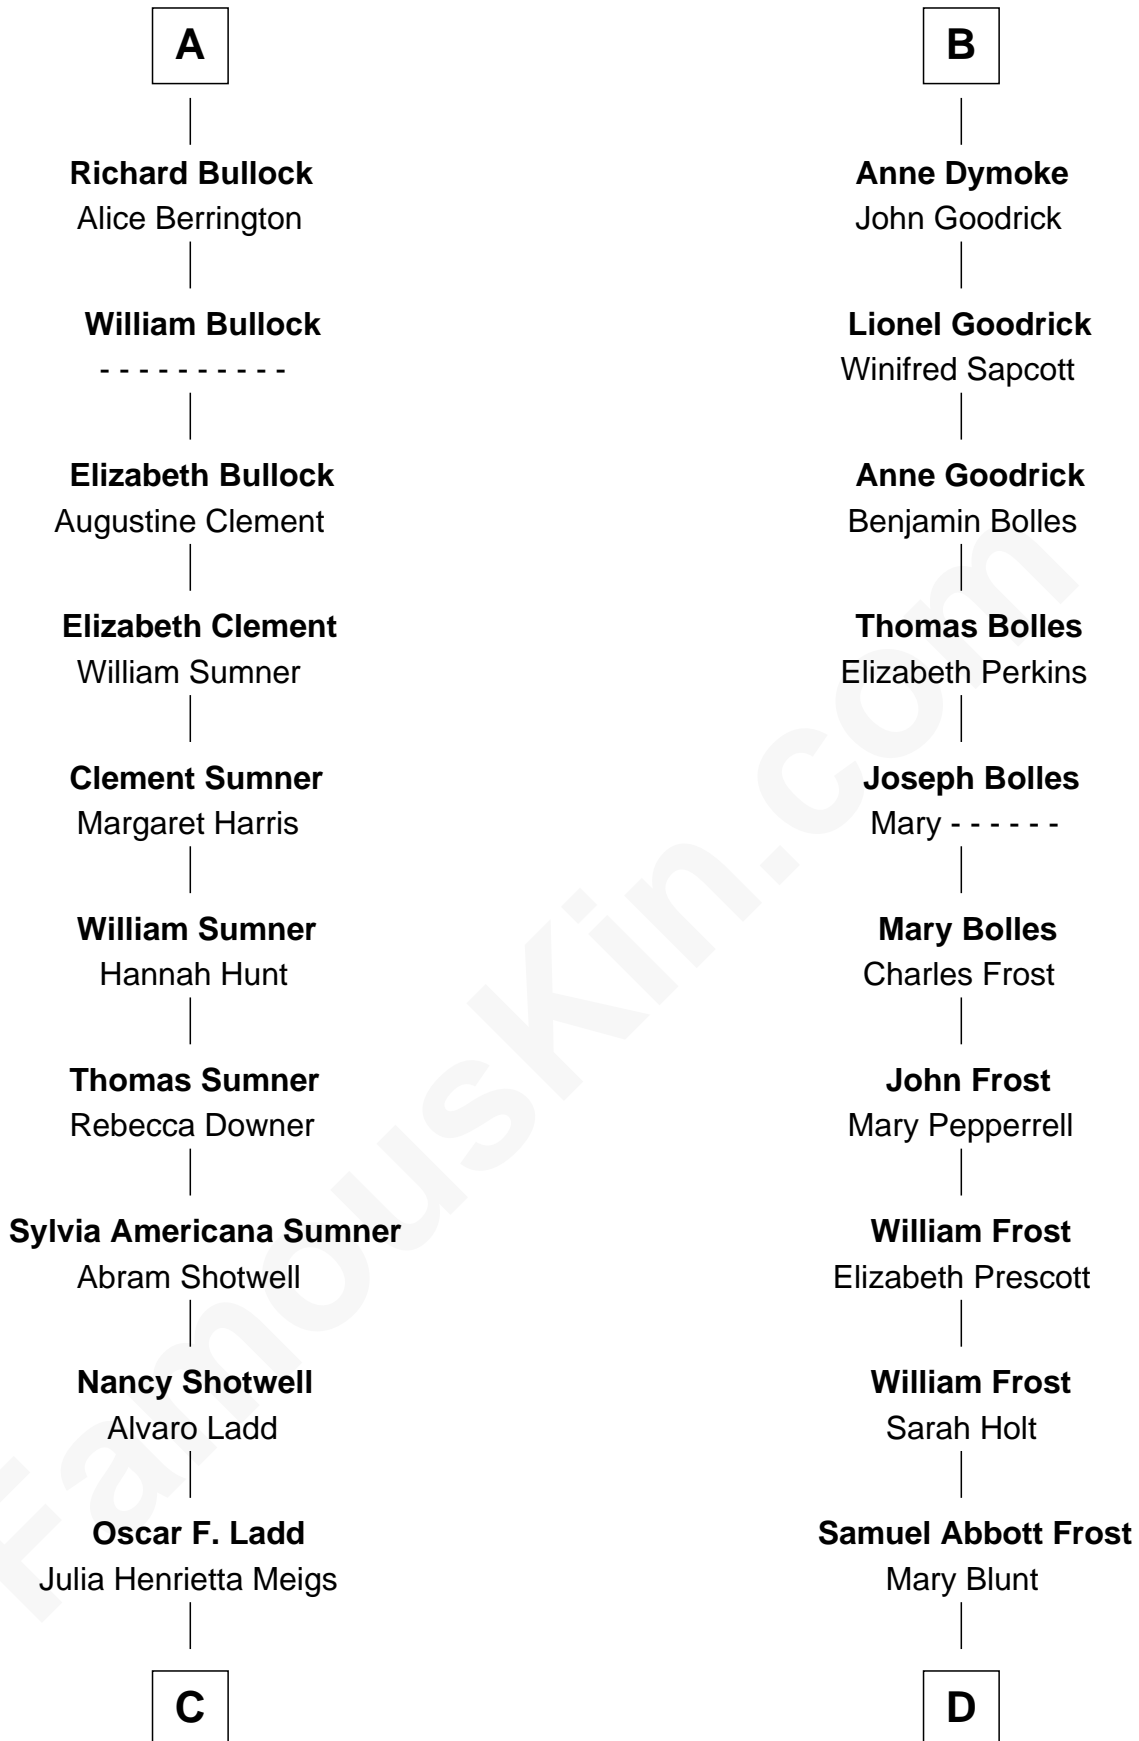 A
Richard Bullock
Alice Berrington
William Bullock
- - - - - - - - - -
Elizabeth Bullock
Augustine Clement
Elizabeth Clement
William Sumner
Clement Sumner
Margaret Harris
William Sumner
Hannah Hunt
Thomas Sumner
Rebecca Downer
Sylvia Americana Sumner
Abram Shotwell
Nancy Shotwell
Alvaro Ladd
Oscar F. Ladd
Julia Henrietta Meigs
C
B
Anne Dymoke
John Goodrick
Lionel Goodrick
Winifred Sapcott
Anne Goodrick
Benjamin Bolles
Thomas Bolles
Elizabeth Perkins
Joseph Bolles
Mary - - - - - -
Mary Bolles
Charles Frost
John Frost
Mary Pepperrell
William Frost
Elizabeth Prescott
William Frost
Sarah Holt
Samuel Abbott Frost
Mary Blunt
D
FamousKin.com